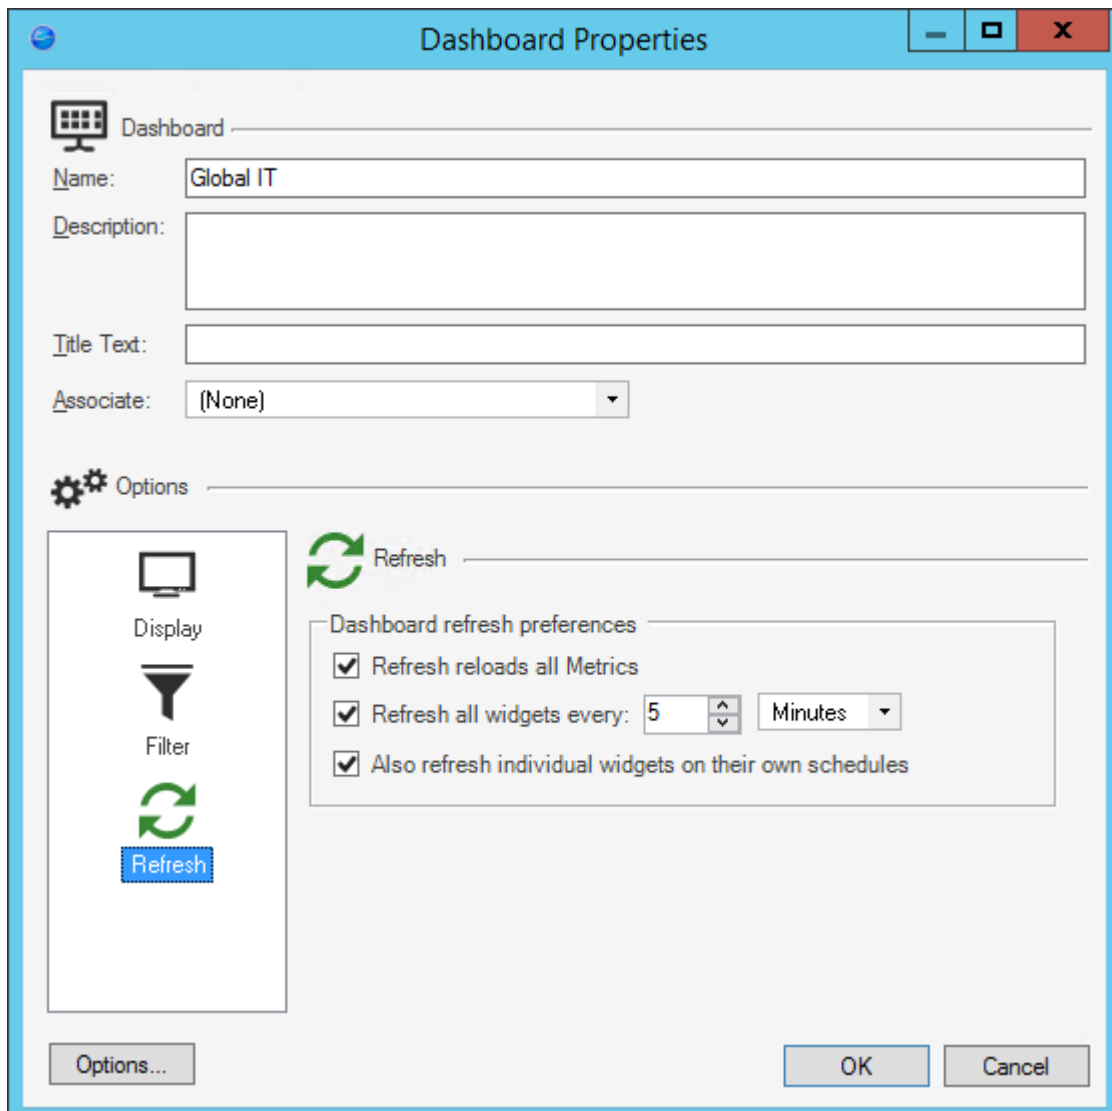 Dashboard Properties
Dashboard
Name: Global IT
Description:
Title Text:
Associate: (None)
Options
Display
Filter
Refresh
Refresh
Dashboard refresh preferences
Refresh reloads all Metrics
Refresh all widgets every: 5 Minutes
Also refresh individual widgets on their own schedules
Options...
OK
Cancel